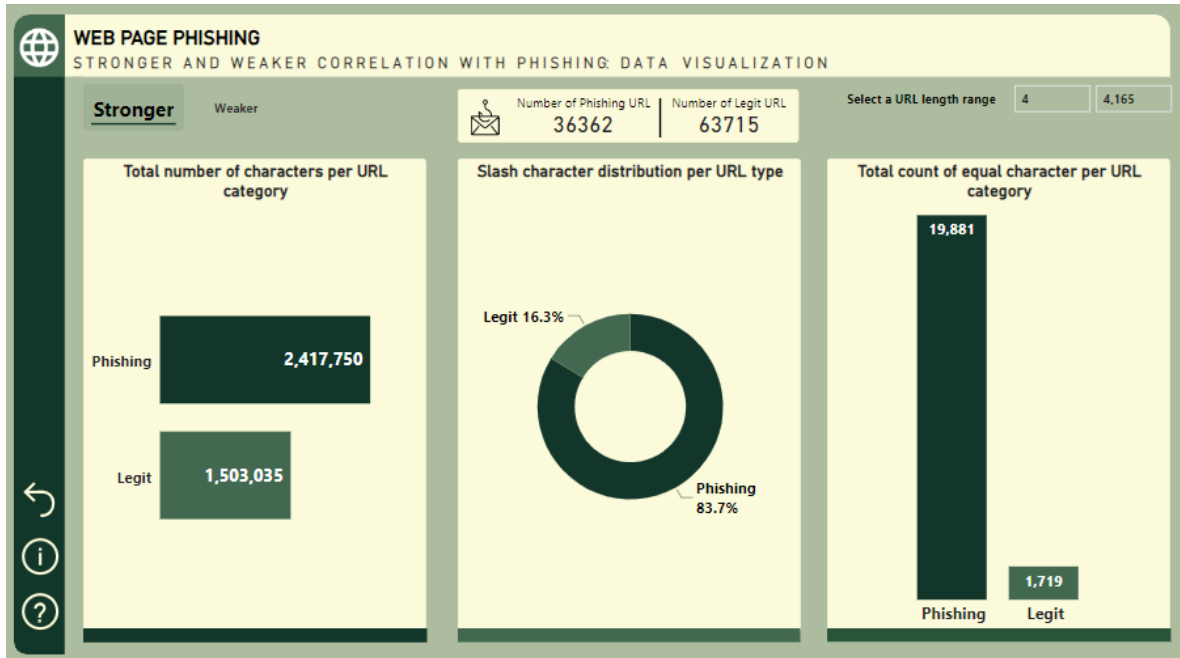 WEB PAGE PHISHING
STRONGER AND WEAKER CORRELATION WITH PHISHING: DATA VISUALIZATION
Stronger
Weaker
Number of Phishing URL
36362
Number of Legit URL
63715
Select a URL length range
4
4,165
Total number of characters per URL
category
Phishing
2,417,750
Legit
1,503,035
Slash character distribution per URL type
Legit 16.3%
Phishing
83.7%
Total count of equal character per URL
category
19,881
1,719
Phishing
Legit